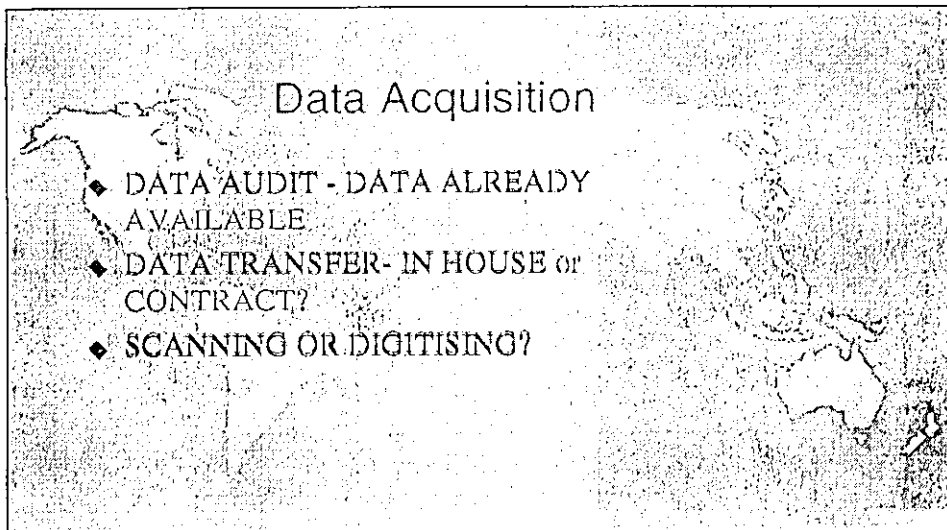 Data Acquisition
◆ DATA AUDIT - DATA ALREADY
AVAILABLE
◆ DATA TRANSFER- IN HOUSE or
CONTRACT?
◆ SCANNING OR DIGITISING?